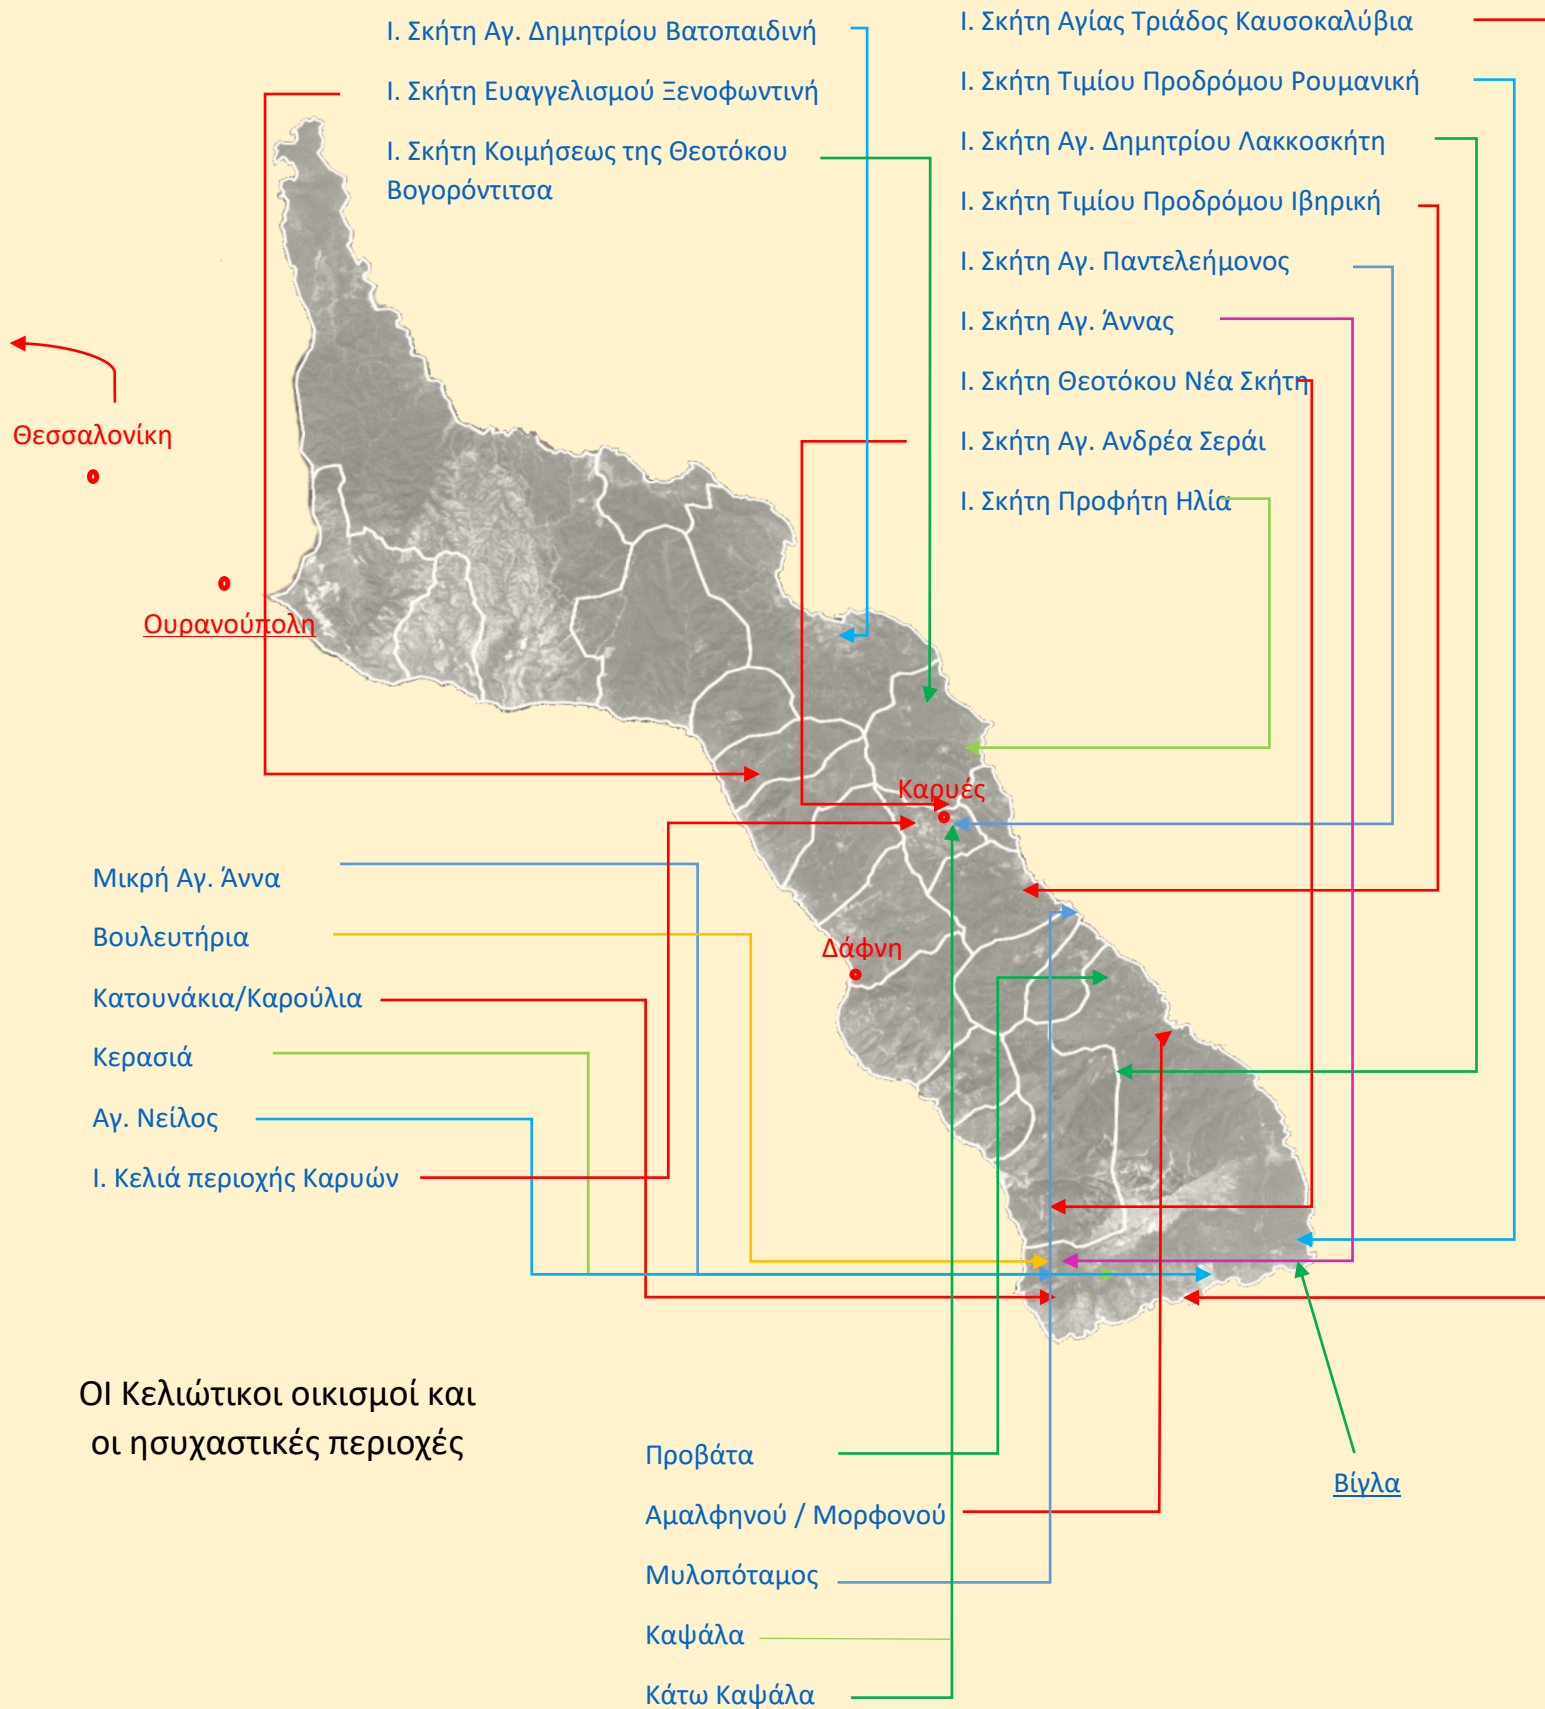 Ι. Σκήτη Αγ. Δημητρίου Βατοπαιδινή
Ι. Σκήτη Ευαγγελισμού Ξενοφωντινή
Ι. Σκήτη Κοιμήσεως της Θεοτόκου
Βογορόντιτσα
Ι. Σκήτη Αγίας Τριάδος Καυσοκαλύβια
Ι. Σκήτη Τιμίου Προδρόμου Ρουμανική
Ι. Σκήτη Αγ. Δημητρίου Λακκοσκήτη
Ι. Σκήτη Τιμίου Προδρόμου Ιβηρική
Ι. Σκήτη Αγ. Παντελεήμονος
Ι. Σκήτη Αγ. Άννας
Ι. Σκήτη Θεοτόκου Νέα Σκήτη
Ι. Σκήτη Αγ. Ανδρέα Σεράι
Ι. Σκήτη Προφήτη Ηλία
Θεσσαλονίκη
Ουρανούπολη
Καρυές
Δάφνη
Μικρή Αγ. Άννα
Βουλευτήρια
Κατουνάκια/Καρούλια
Κερασιά
Αγ. Νείλος
Ι. Κελιά περιοχής Καρυών
ΟΙ Κελιώτικοι οικισμοί και
οι ησυχαστικές περιοχές
Προβάτα
Αμαλφηνού / Μορφονού
Μυλοπόταμος
Καψάλα
Κάτω Καψάλα
Βίγλα